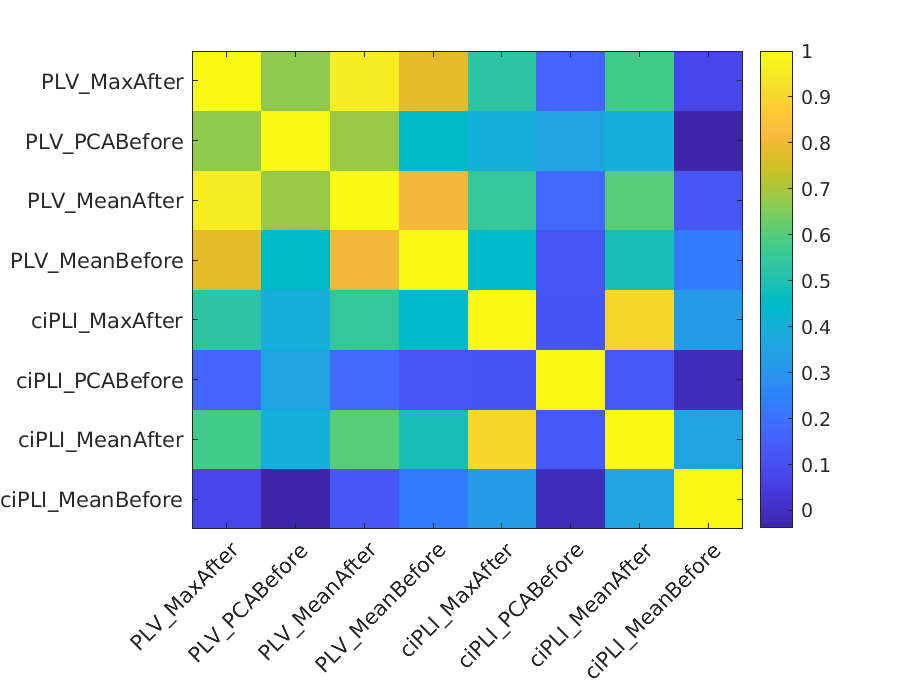 PLV_MaxAfter
PLV_PCABefore
PLV_MeanAfter
PLV_MeanBefore
ciPLI_MaxAfter
ciPLI_PCABefore
ciPLI_MeanAfter
ciPLI_MeanBefore
PLV_MaxAfter
PLV_PCABefore
PLV_MeanAfter
PLV_MeanBefore
ciPLI_MaxAfter
ciPLI_PCABefore
ciPLI_MeanAfter
ciPLI_MeanBefore
1
0.9
0.8
0.7
0.6
0.5
0.4
0.3
0.2
0.1
0